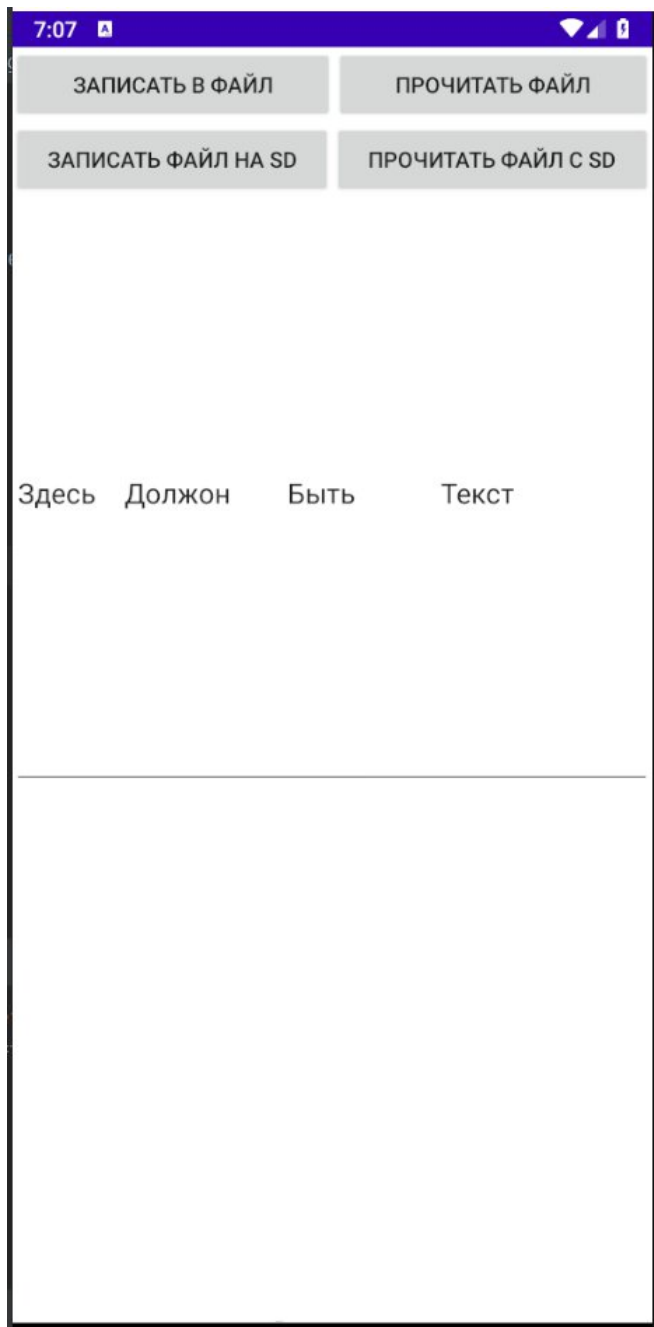 7:07
ЗАПИСАТЬ В ФАЙЛ ПРОЧИТАТЬ ФАЙЛ
ЗАПИСАТЬ ФАЙЛ НА SD ПРОЧИТАТЬ ФАЙЛ С SD
Здесь Должон Быть Текст